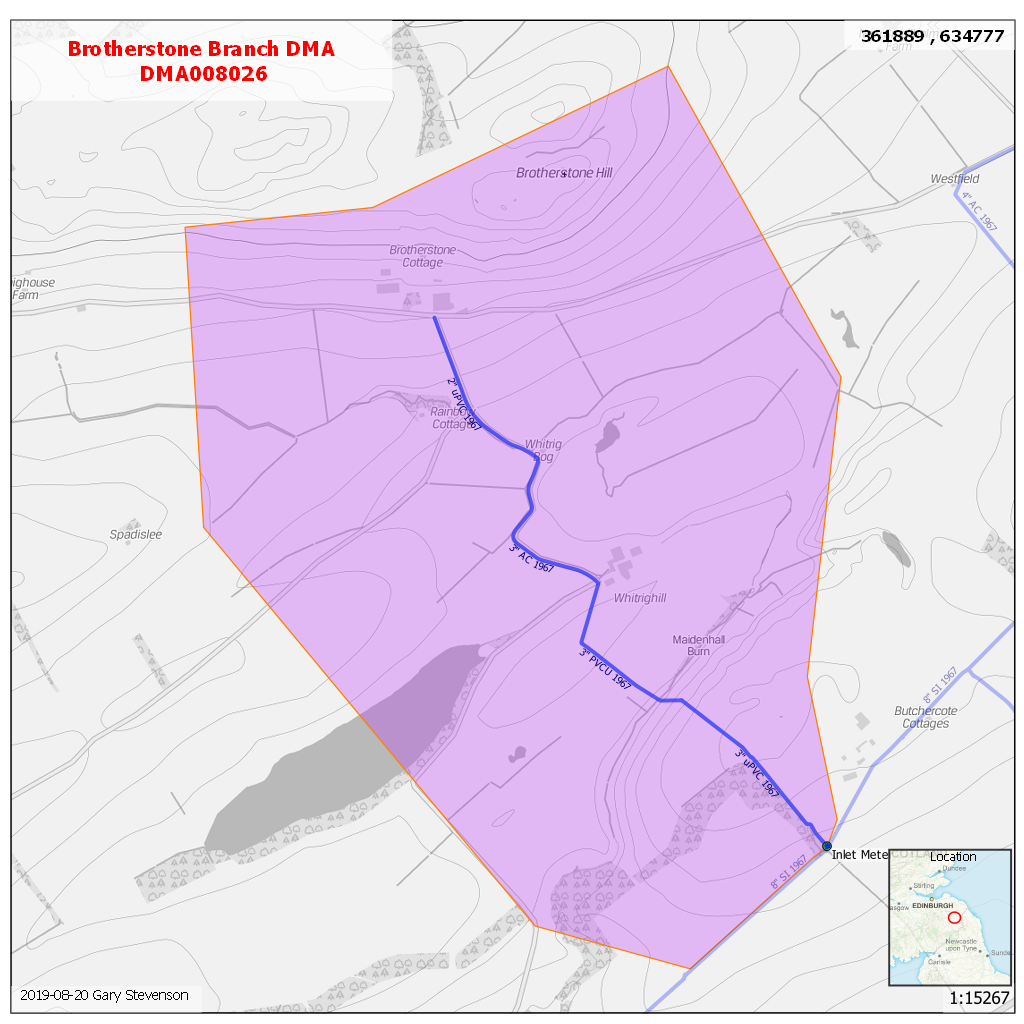 Brotherstone Branch DMA
DMA008026
361889 , 634777
Farm
Brotherstone Hill
Westfield
4" AC 1967
Brotherstone
Cottage
ighouse
Farm
2" uPVC 1967
Cottage
Whitrig
Bog
Spadislee
3" AC 1967
Whitrighill
Maidenhall
Burn
3" PVCU 1967
8" SI 1967
Butchercote
Cottages
3" uPVC 1967
Inlet Mete
8" SI 1967
Location
Dundee
Stirling
asgow
EDINBURGH
Newcastle
upon Tyne
Sunde
Carlisle
2019-08-20 Gary Stevenson
1:15267